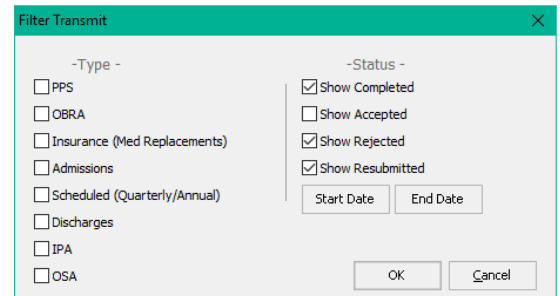 Filter Transmit
-Type -
PPS
OBRA
Insurance (Med Replacements)
Admissions
Scheduled (Quarterly/Annual)
Discharges
IPA
OSA
-Status -
Show Completed
Show Accepted
Show Rejected
Show Resubmitted
Start Date End Date
OK Cancel